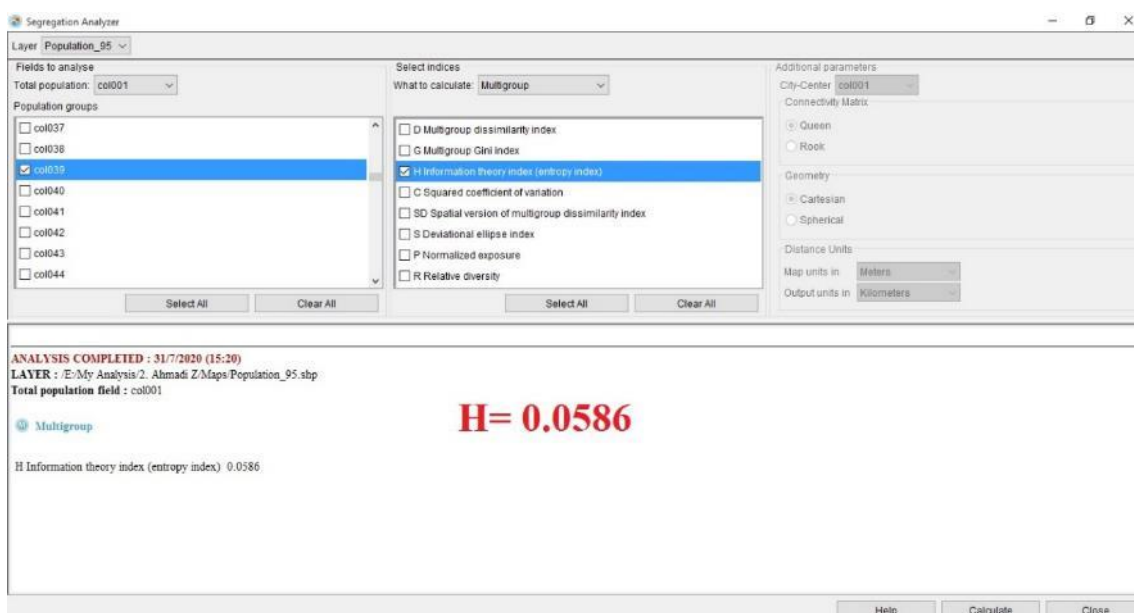 Segregation Analyzer
Layer Population_95
Fields to analyse
Total population: col001
Population groups
col037
col038
col039
col040
col041
col042
col043
col044
Select All Clear All
Select indices
What to calculate: Multigroup
D Multigroup dissimilarity index
G Multigroup Gini index
H Information theory index (entropy index)
C Squared coefficient of variation
SD Spatial version of multigroup dissimilarity index
S Deviational ellipse index
P Normalized exposure
R Relative diversity
Select All Clear All
Additional parameters
City-Center col001
Connectivity Matrix
Queen
Rook
Geometry
Cartesian
Spherical
Distance Units
Map units in Meters
Output units in Kilometers
ANALYSIS COMPLETED : 31/7/2020 (15:20)
LAYER : /E:/My Analysis/2. Ahmadi Z/Maps/Population_95.shp
Total population field : col001
Multigroup
H= 0.0586
H Information theory index (entropy index) 0.0586
Help Calculate Close